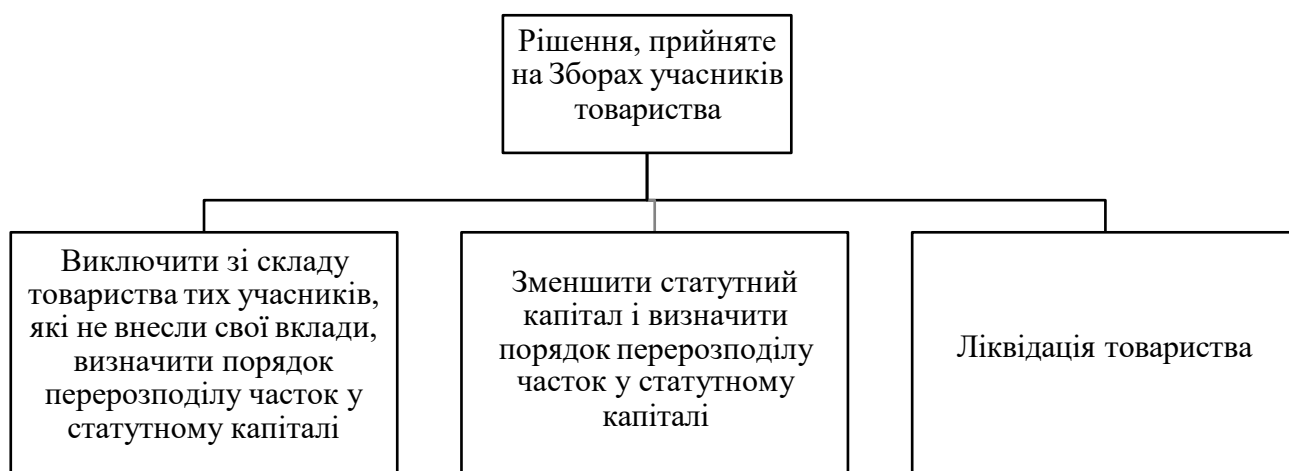 Рішення, прийняте
на Зборах учасників
товариства
Виключити зі складу
товариства тих учасників,
які не внесли свої вклади,
визначити порядок
перерозподілу часток у
статутному капіталі
Зменшити статутний
капітал і визначити
порядок перерозподілу
часток у статутному
капіталі
Ліквідація товариства